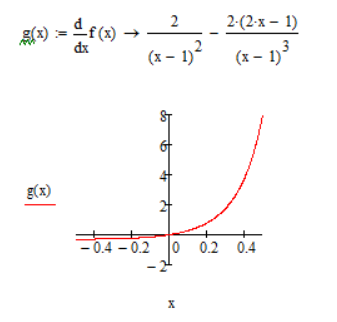 g(x) := d/dx f(x) → 2/(x − 1)^2 − 2·(2·x − 1)/(x − 1)^3
8
6
4
g(x)
2
− 0.4 − 0.2 0 0.2 0.4
− 2
x